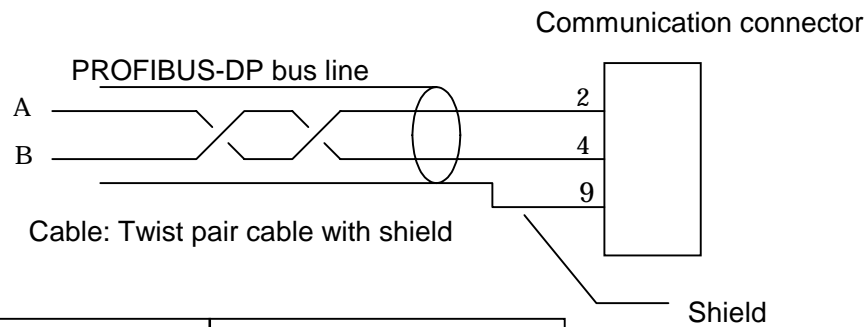 Communication connector
PROFIBUS-DP bus line
A
2
B
4
9
Cable: Twist pair cable with shield
Shield